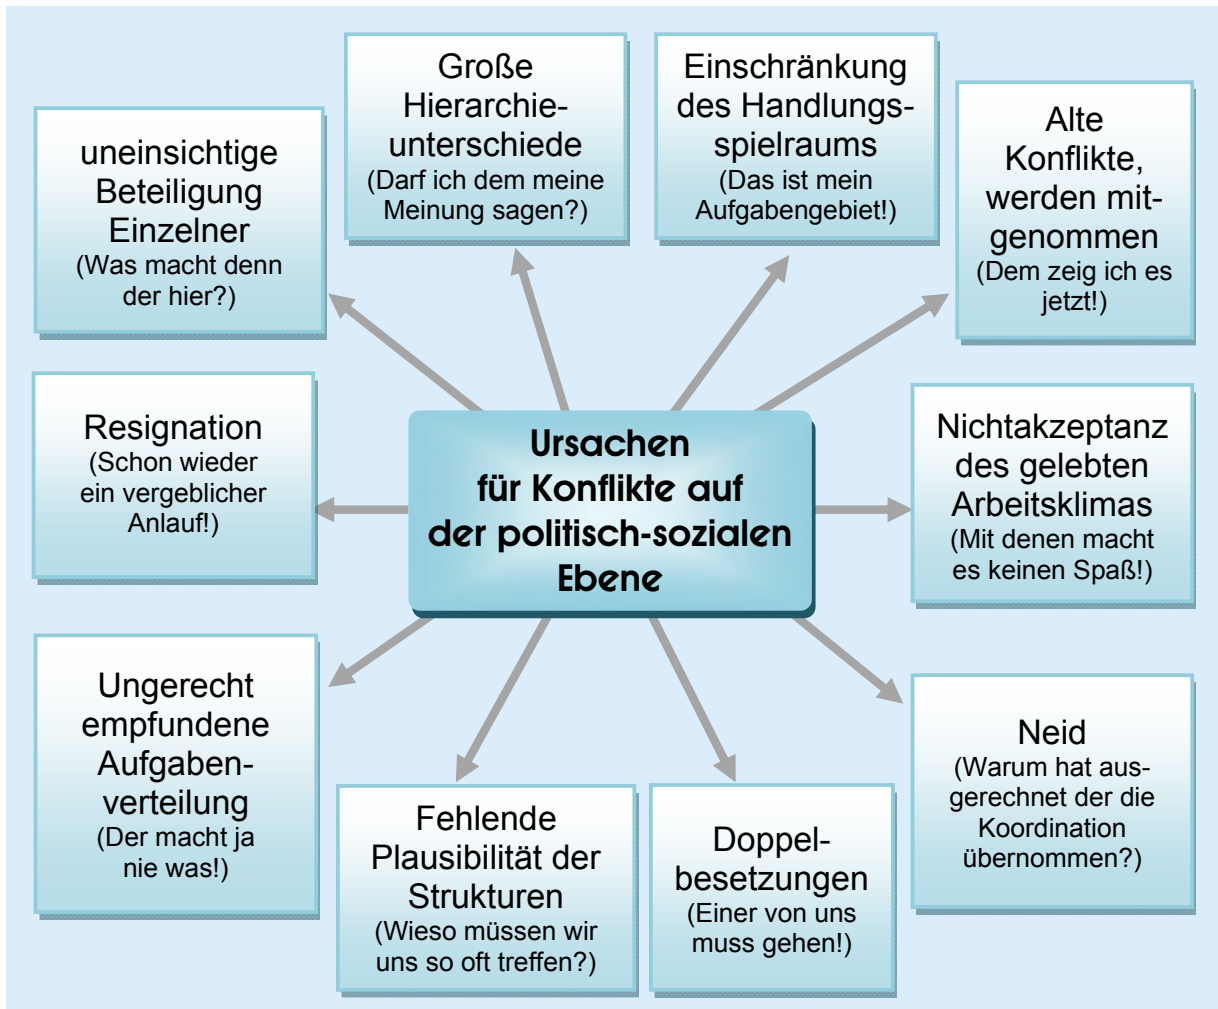 Große
Hierarchie-
unterschiede
(Darf ich dem meine
Meinung sagen?)
Einschränkung
des Handlungs-
spielraums
(Das ist mein
Aufgabengebiet!)
Alte
Konflikte,
werden mit-
genommen
(Dem zeig ich es
jetzt!)
uneinsichtige
Beteiligung
Einzelner
(Was macht denn
der hier?)
Resignation
(Schon wieder
ein vergeblicher
Anlauf!)
Ursachen
für Konflikte auf
der politisch-sozialen
Ebene
Nichtakzeptanz
des gelebten
Arbeitsklimas
(Mit denen macht
es keinen Spaß!)
Ungerecht
empfundene
Aufgaben-
verteilung
(Der macht ja
nie was!)
Fehlende
Plausibilität der
Strukturen
(Wieso müssen wir
uns so oft treffen?)
Doppel-
besetzungen
(Einer von uns
muss gehen!)
Neid
(Warum hat aus-
gerechnet der die
Koordination
übernommen?)